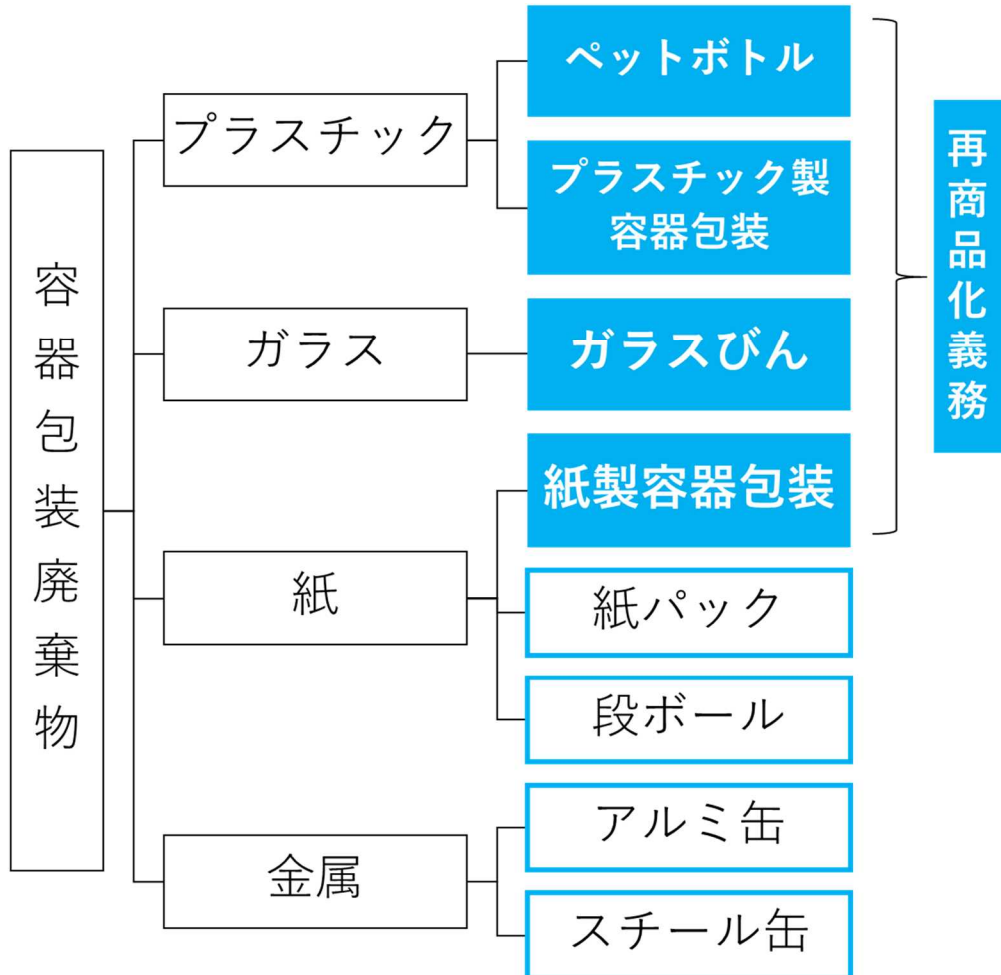 容器包装廃棄物
プラスチック
ペットボトル
プラスチック製
容器包装
ガラス
ガラスびん
紙
紙製容器包装
紙パック
段ボール
金属
アルミ缶
スチール缶
再商品化義務